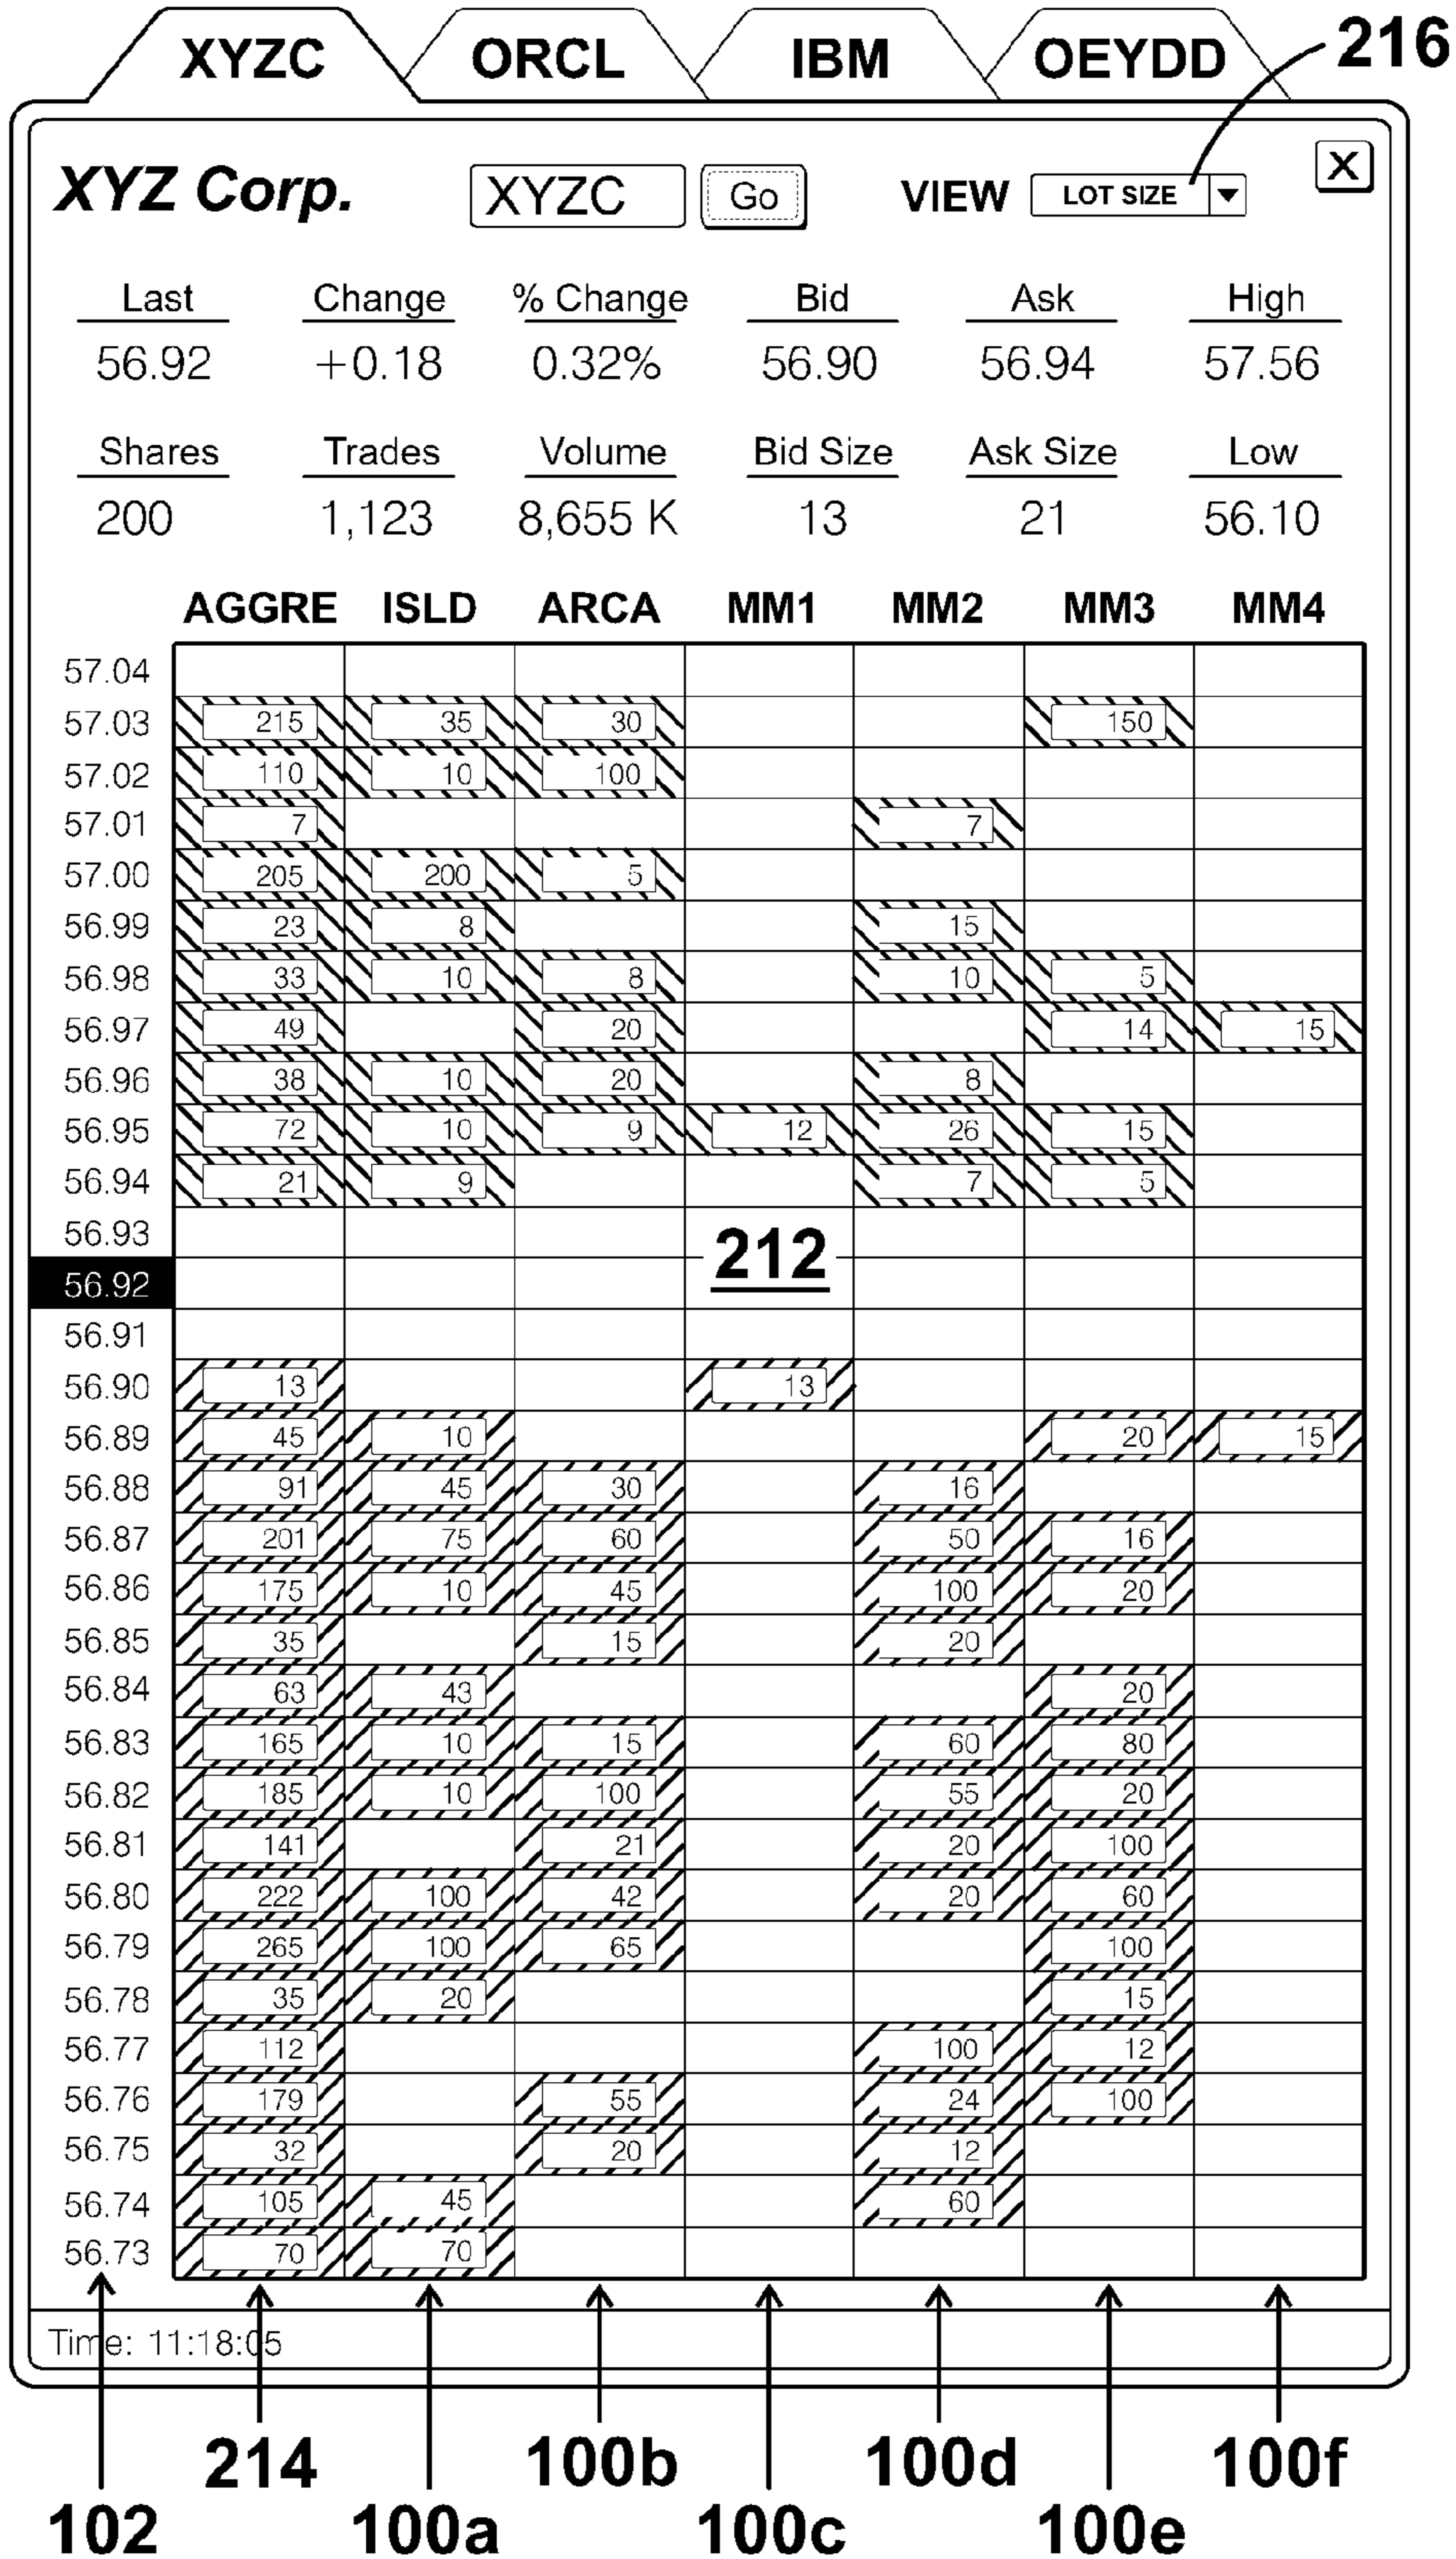 XYZC ORCL IBM OEYDD 216
XYZ Corp. XYZC Go VIEW LOT SIZE X
Last Change % Change Bid Ask High
56.92 +0.18 0.32% 56.90 56.94 57.56
Shares Trades Volume Bid Size Ask Size Low
200 1,123 8,655 K 13 21 56.10
AGGRE ISLD ARCA MM1 MM2 MM3 MM4
57.04
57.03 215 35 30 150
57.02 110 10 100
57.01 7 7
57.00 205 200 5
56.99 23 8 15
56.98 33 10 8 10 5
56.97 49 20 14 15
56.96 38 10 20 8
56.95 72 10 9 12 26 15
56.94 21 9 7 5
56.93
212
56.92
56.91
56.90 13 13
56.89 45 10 20 15
56.88 91 45 30 16
56.87 201 75 60 50 16
56.86 175 10 45 100 20
56.85 35 15 20
56.84 63 43 20
56.83 165 10 15 60 80
56.82 185 10 100 55 20
56.81 141 21 20 100
56.80 222 100 42 20 60
56.79 265 100 65 100
56.78 35 20 15
56.77 112 100 12
56.76 179 55 24 100
56.75 32 20 12
56.74 105 45 60
56.73 70 70
Time: 11:18:05
214 100b 100d 100f
102 100a 100c 100e